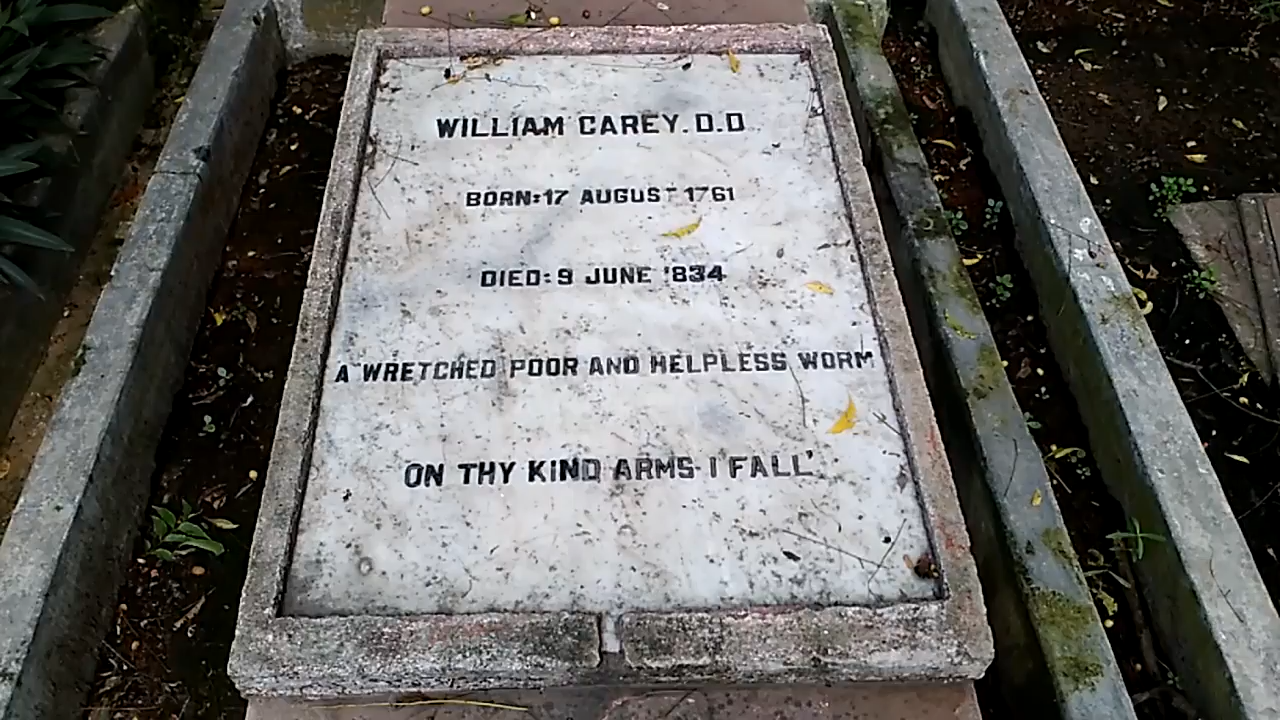 WILLIAM CAREY. D.D
BORN: 17 AUGUST 1761
DIED: 9 JUNE 1834
A WRETCHED POOR AND HELPLESS WORM
ON THY KIND ARMS I FALL